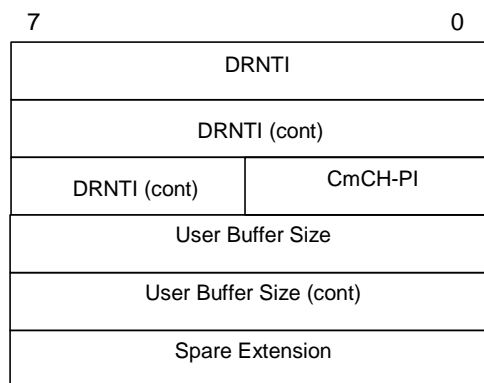 7 0
DRNTI
DRNTI (cont)
DRNTI (cont) CmCH-PI
User Buffer Size
User Buffer Size (cont)
Spare Extension